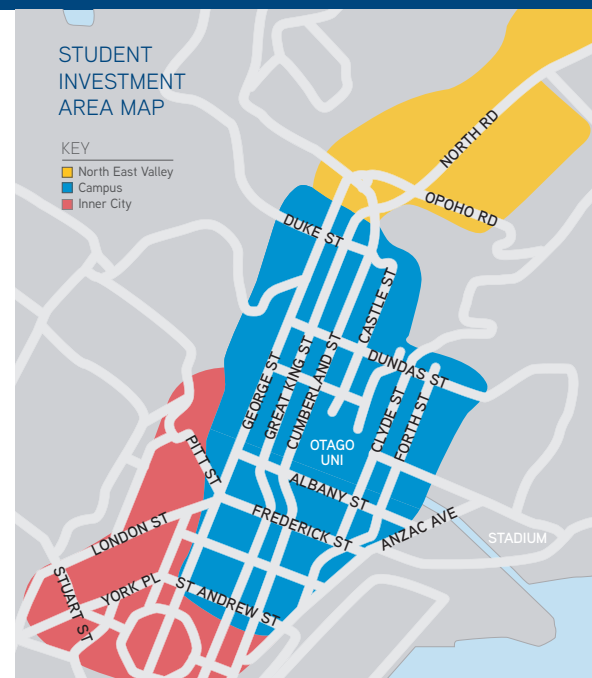 STUDENT
INVESTMENT
AREA MAP
KEY
North East Valley
Campus
Inner City
NORTH RD
OPOHO RD
DUKE ST
CASTLE ST
DUNDAS ST
GEORGE ST
GREAT KING ST
CUMBERLAND ST
CLYDE ST
FORTH ST
OTAGO
UNI
PITT ST
ALBANY ST
FREDERICK ST
ANZAC AVE
STADIUM
LONDON ST
YORK PL
ST ANDREW ST
STUART ST